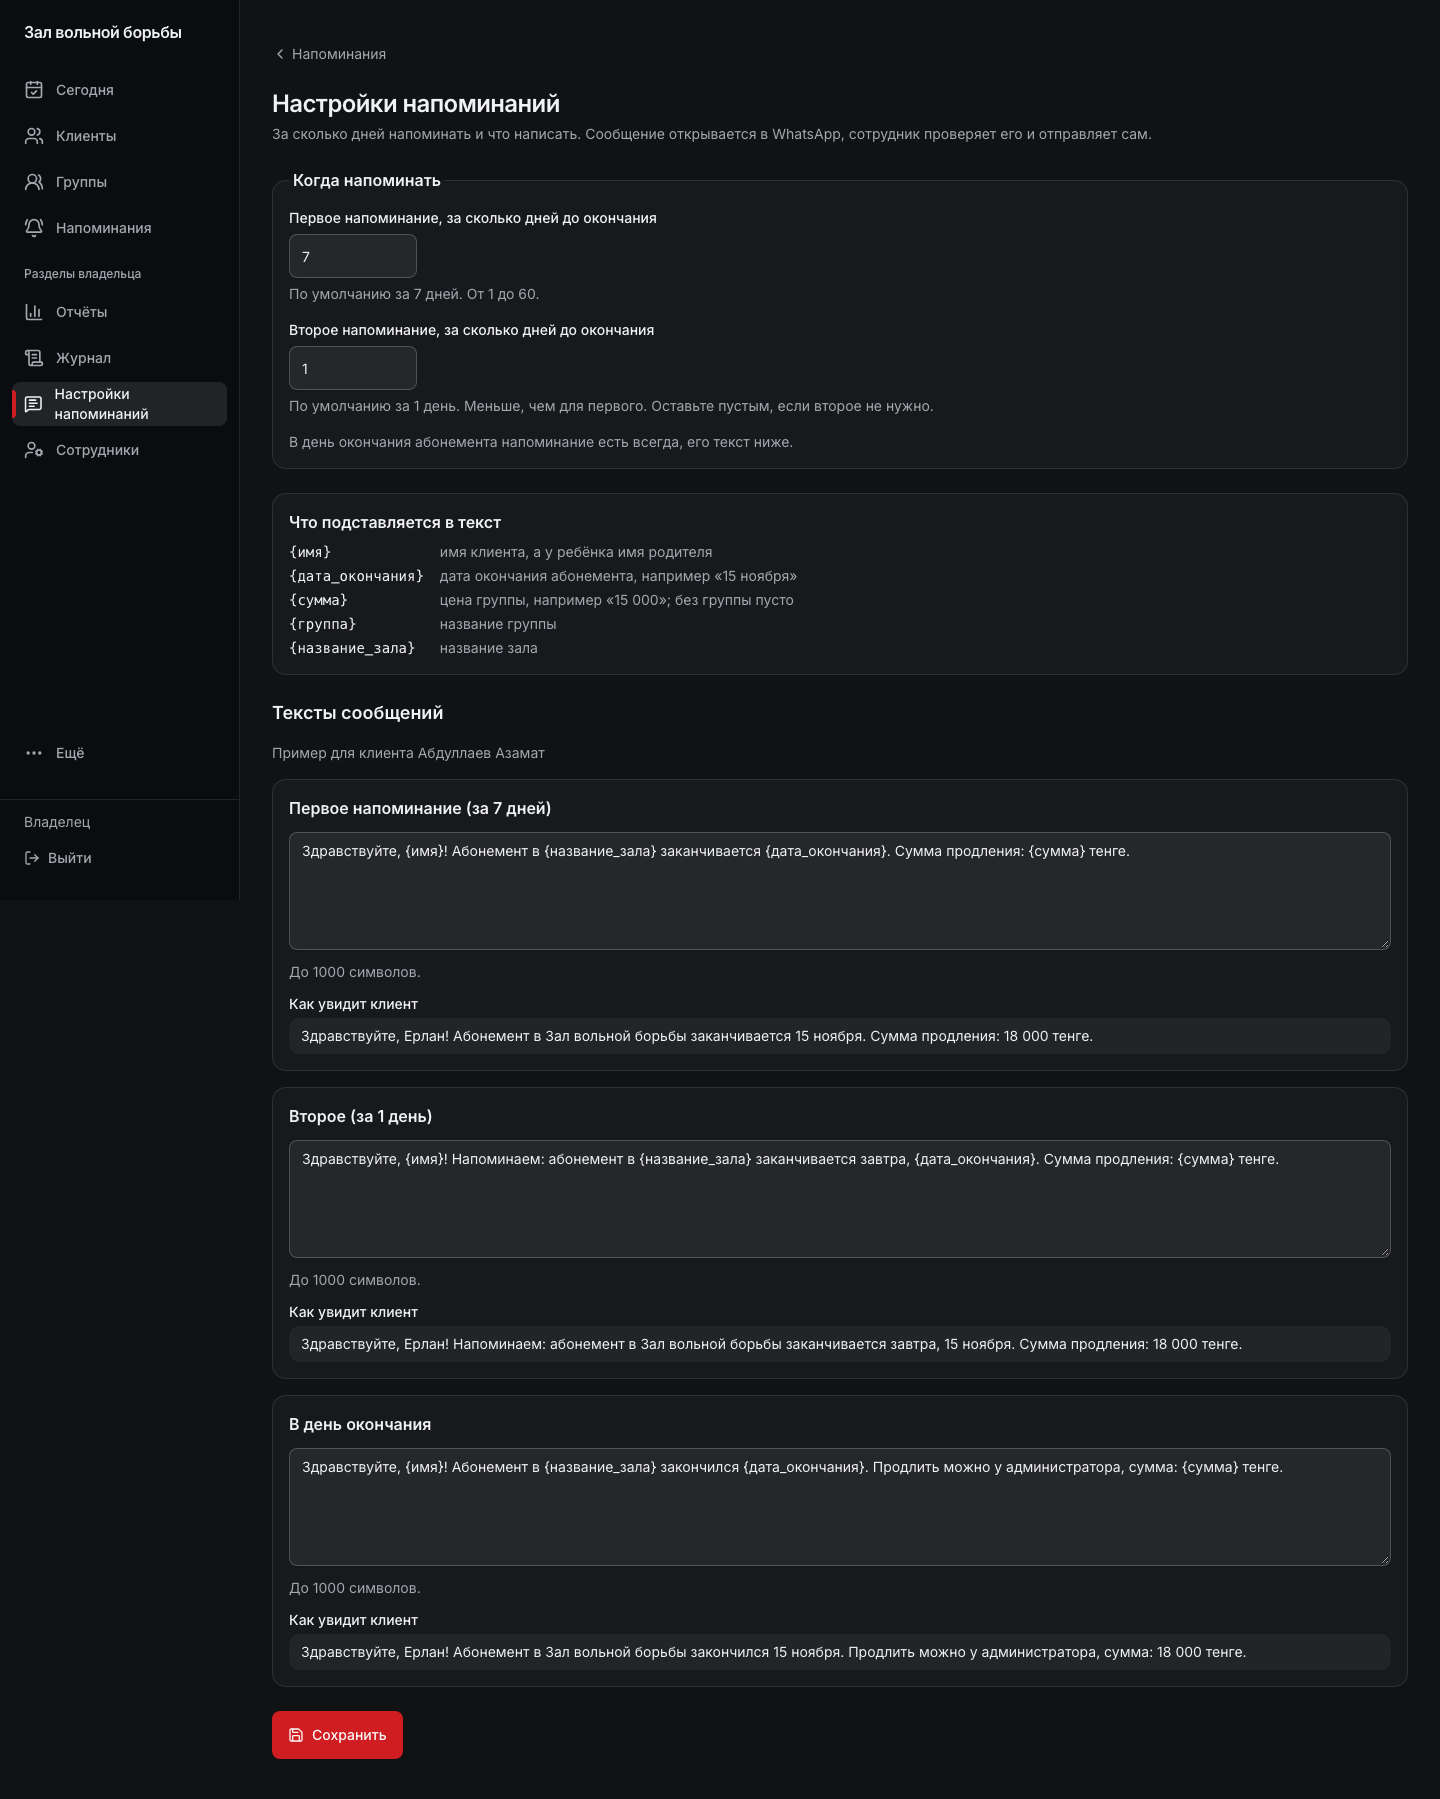 Зал вольной борьбы
Сегодня
Клиенты
Группы
Напоминания
Разделы владельца
Отчёты
Журнал
Настройки
напоминаний
Сотрудники
Ещё
Владелец
Выйти
Напоминания
Настройки напоминаний
За сколько дней напоминать и что написать. Сообщение открывается в WhatsApp, сотрудник проверяет его и отправляет сам.
Когда напоминать
Первое напоминание, за сколько дней до окончания
7
По умолчанию за 7 дней. От 1 до 60.
Второе напоминание, за сколько дней до окончания
1
По умолчанию за 1 день. Меньше, чем для первого. Оставьте пустым, если второе не нужно.
В день окончания абонемента напоминание есть всегда, его текст ниже.
Что подставляется в текст
{имя} имя клиента, а у ребёнка имя родителя
{дата_окончания} дата окончания абонемента, например «15 ноября»
{сумма} цена группы, например «15 000»; без группы пусто
{группа} название группы
{название_зала} название зала
Тексты сообщений
Пример для клиента Абдуллаев Азамат
Первое напоминание (за 7 дней)
Здравствуйте, {имя}! Абонемент в {название_зала} заканчивается {дата_окончания}. Сумма продления: {сумма} тенге.
До 1000 символов.
Как увидит клиент
Здравствуйте, Ерлан! Абонемент в Зал вольной борьбы заканчивается 15 ноября. Сумма продления: 18 000 тенге.
Второе (за 1 день)
Здравствуйте, {имя}! Напоминаем: абонемент в {название_зала} заканчивается завтра, {дата_окончания}. Сумма продления: {сумма} тенге.
До 1000 символов.
Как увидит клиент
Здравствуйте, Ерлан! Напоминаем: абонемент в Зал вольной борьбы заканчивается завтра, 15 ноября. Сумма продления: 18 000 тенге.
В день окончания
Здравствуйте, {имя}! Абонемент в {название_зала} закончился {дата_окончания}. Продлить можно у администратора, сумма: {сумма} тенге.
До 1000 символов.
Как увидит клиент
Здравствуйте, Ерлан! Абонемент в Зал вольной борьбы закончился 15 ноября. Продлить можно у администратора, сумма: 18 000 тенге.
Сохранить